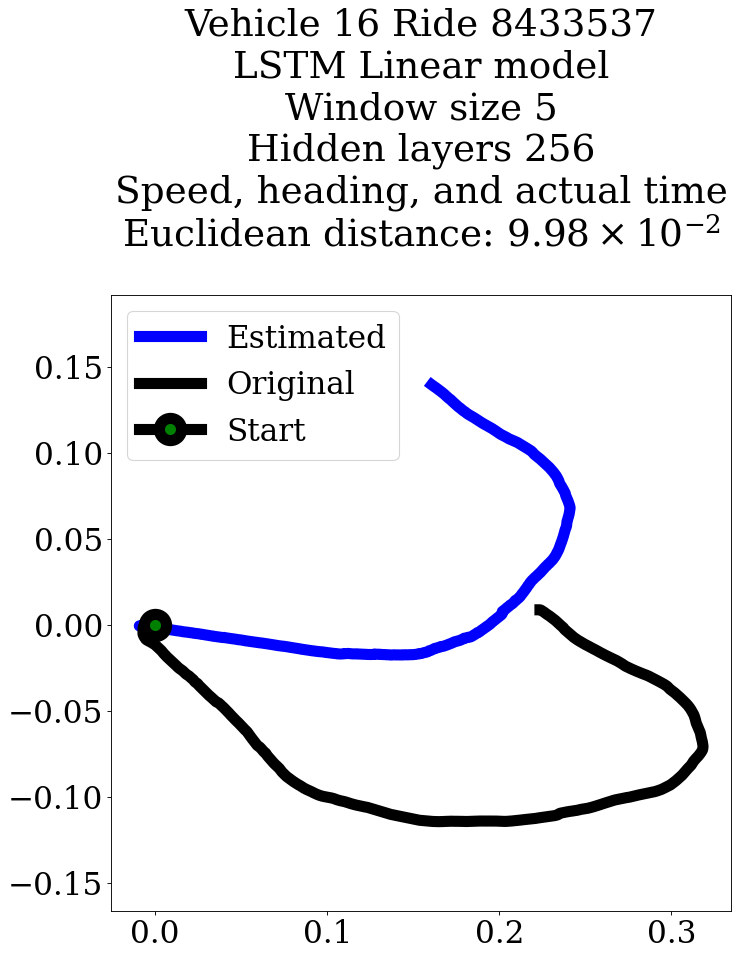 Vehicle 16 Ride 8433537
LSTM Linear model
Window size 5
Hidden layers 256
Speed, heading, and actual time
Euclidean distance: 9.98 × 10⁻²
Estimated
Original
Start
0.15
0.10
0.05
0.00
−0.05
−0.10
−0.15
0.0 0.1 0.2 0.3